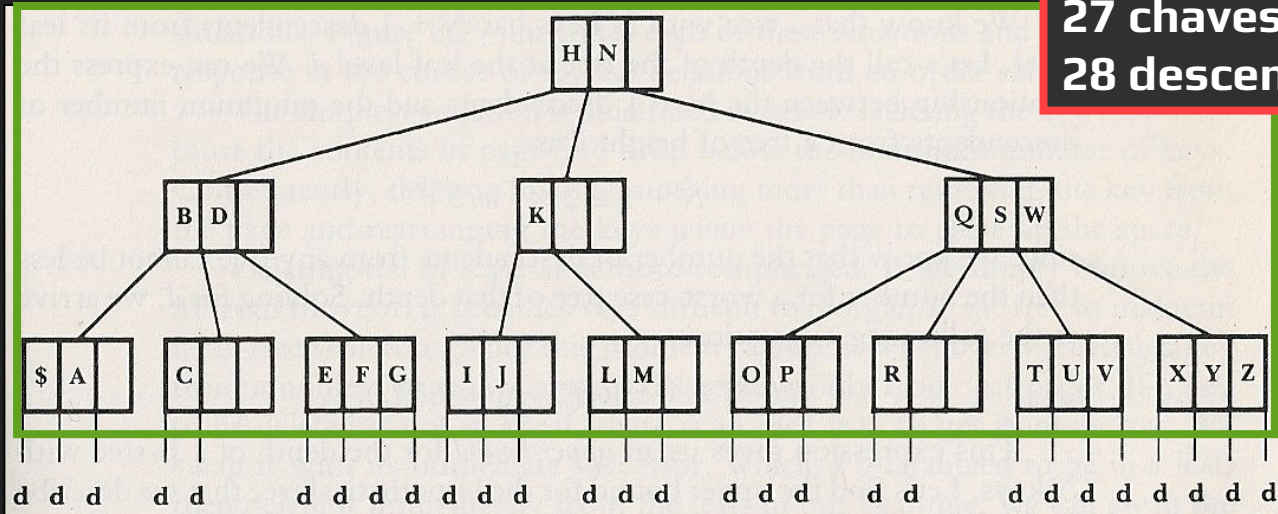 27 chaves
28 descen
H N
B D
K
Q S W
$ A
C
E F G
I J
L M
O P
R
T U V
X Y Z
d d d d d d d d d d d d d d d d d d d d d d d d d d d d